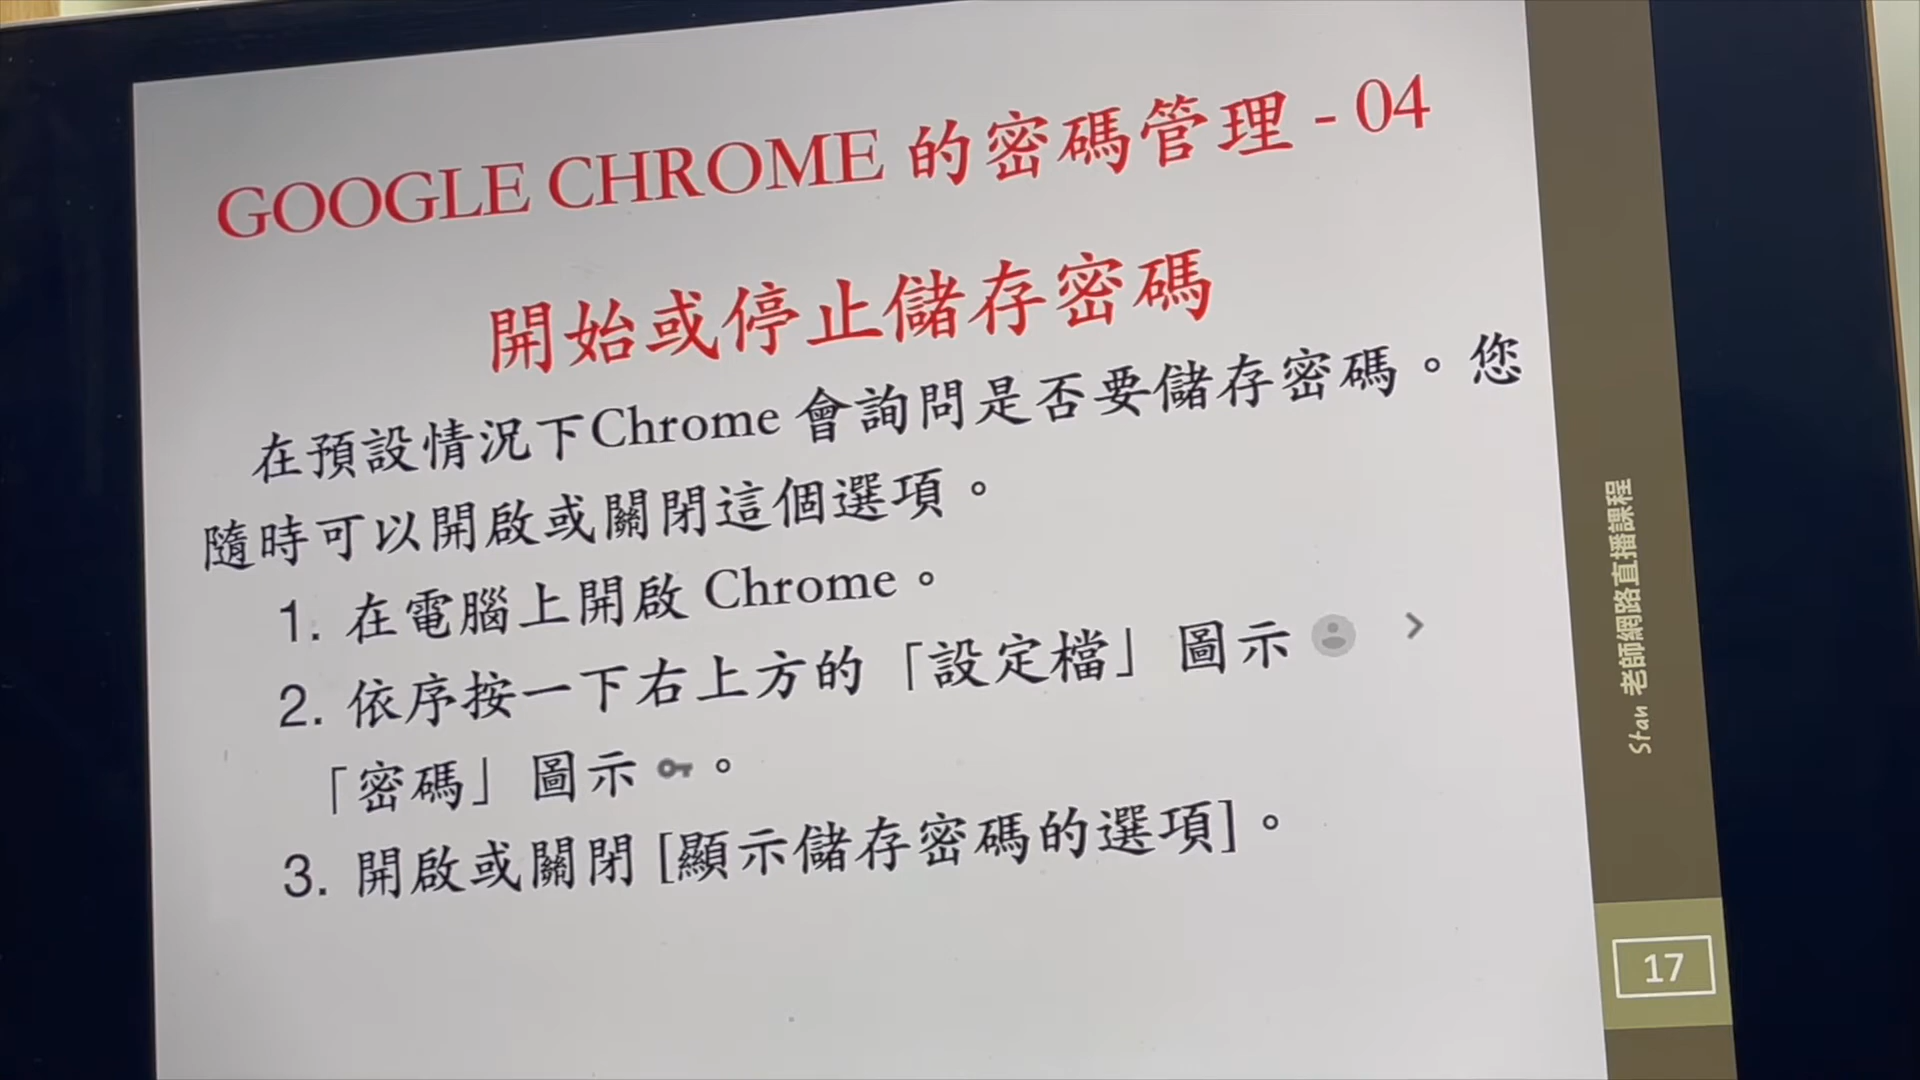 GOOGLE CHROME 的密碼管理 - 04
開始或停止儲存密碼
在預設情況下Chrome 會詢問是否要儲存密碼。您
隨時可以開啟或關閉這個選項。
1. 在電腦上開啟 Chrome。
2. 依序按一下右上方的「設定檔」圖示 >
「密碼」圖示 。
3. 開啟或關閉 [顯示儲存密碼的選項]。
Stan 老師網路直播課程
17